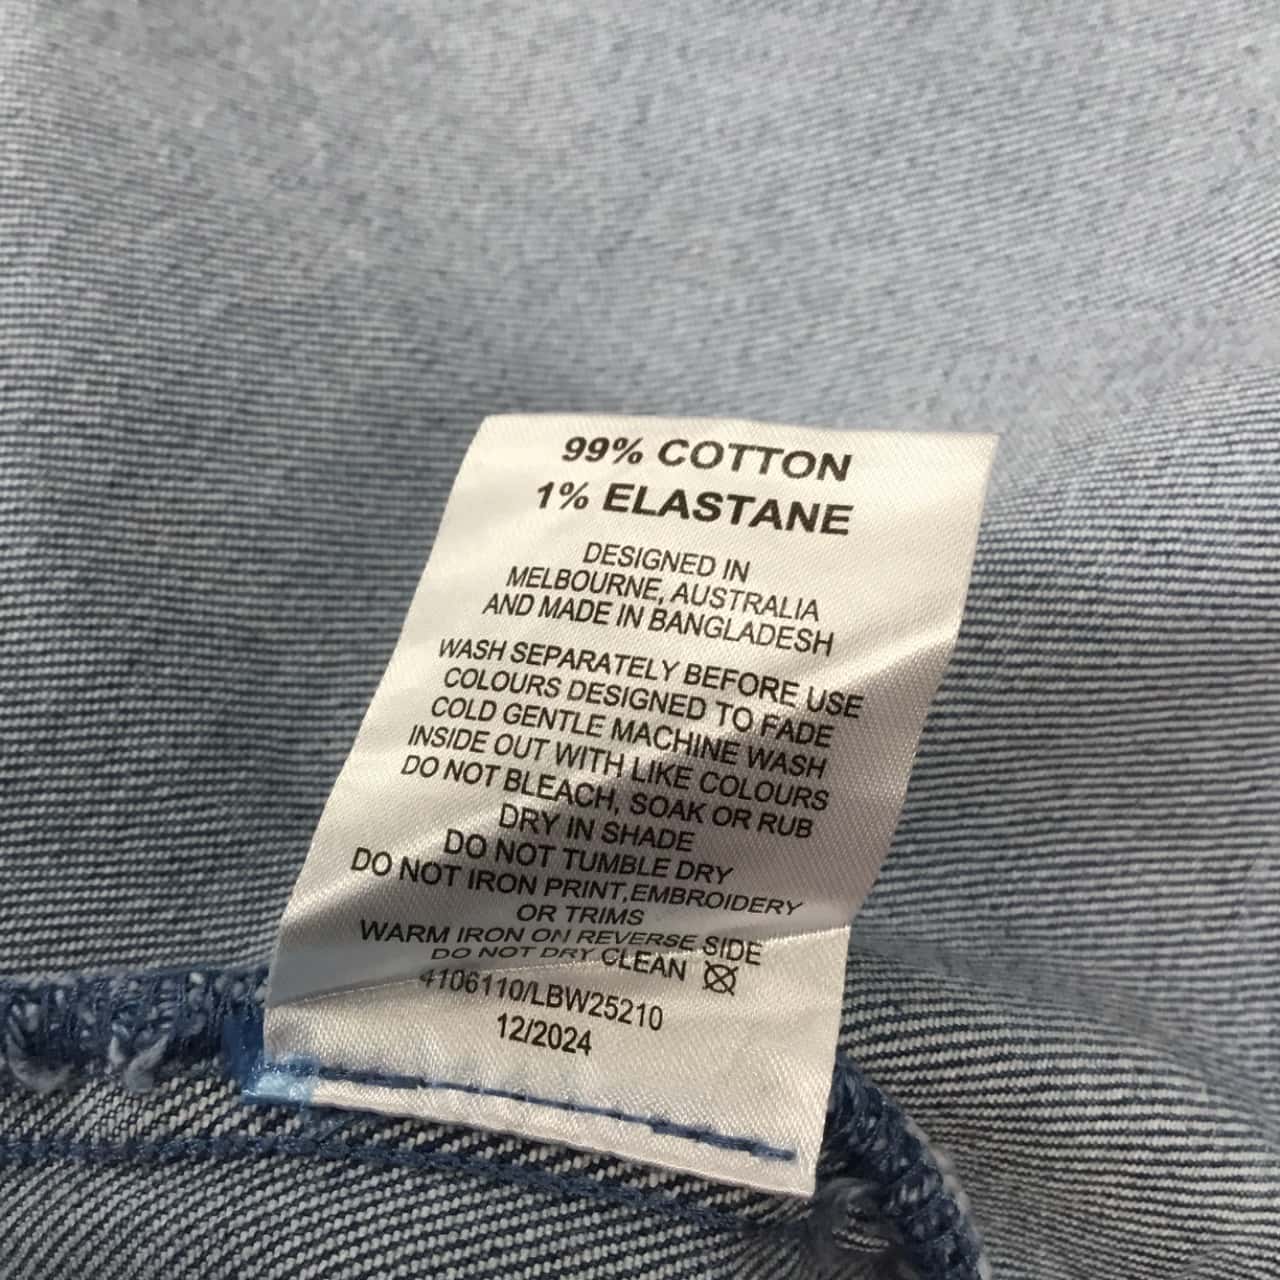 99% COTTON
1% ELASTANE
DESIGNED IN
MELBOURNE, AUSTRALIA
AND MADE IN BANGLADESH
WASH SEPARATELY BEFORE USE
COLOURS DESIGNED TO FADE
COLD GENTLE MACHINE WASH
INSIDE OUT WITH LIKE COLOURS
DO NOT BLEACH, SOAK OR RUB
DRY IN SHADE
DO NOT TUMBLE DRY
DO NOT IRON PRINT,EMBROIDERY
OR TRIMS
WARM IRON ON REVERSE SIDE
DO NOT DRY CLEAN
4106110/LBW25210
12/2024